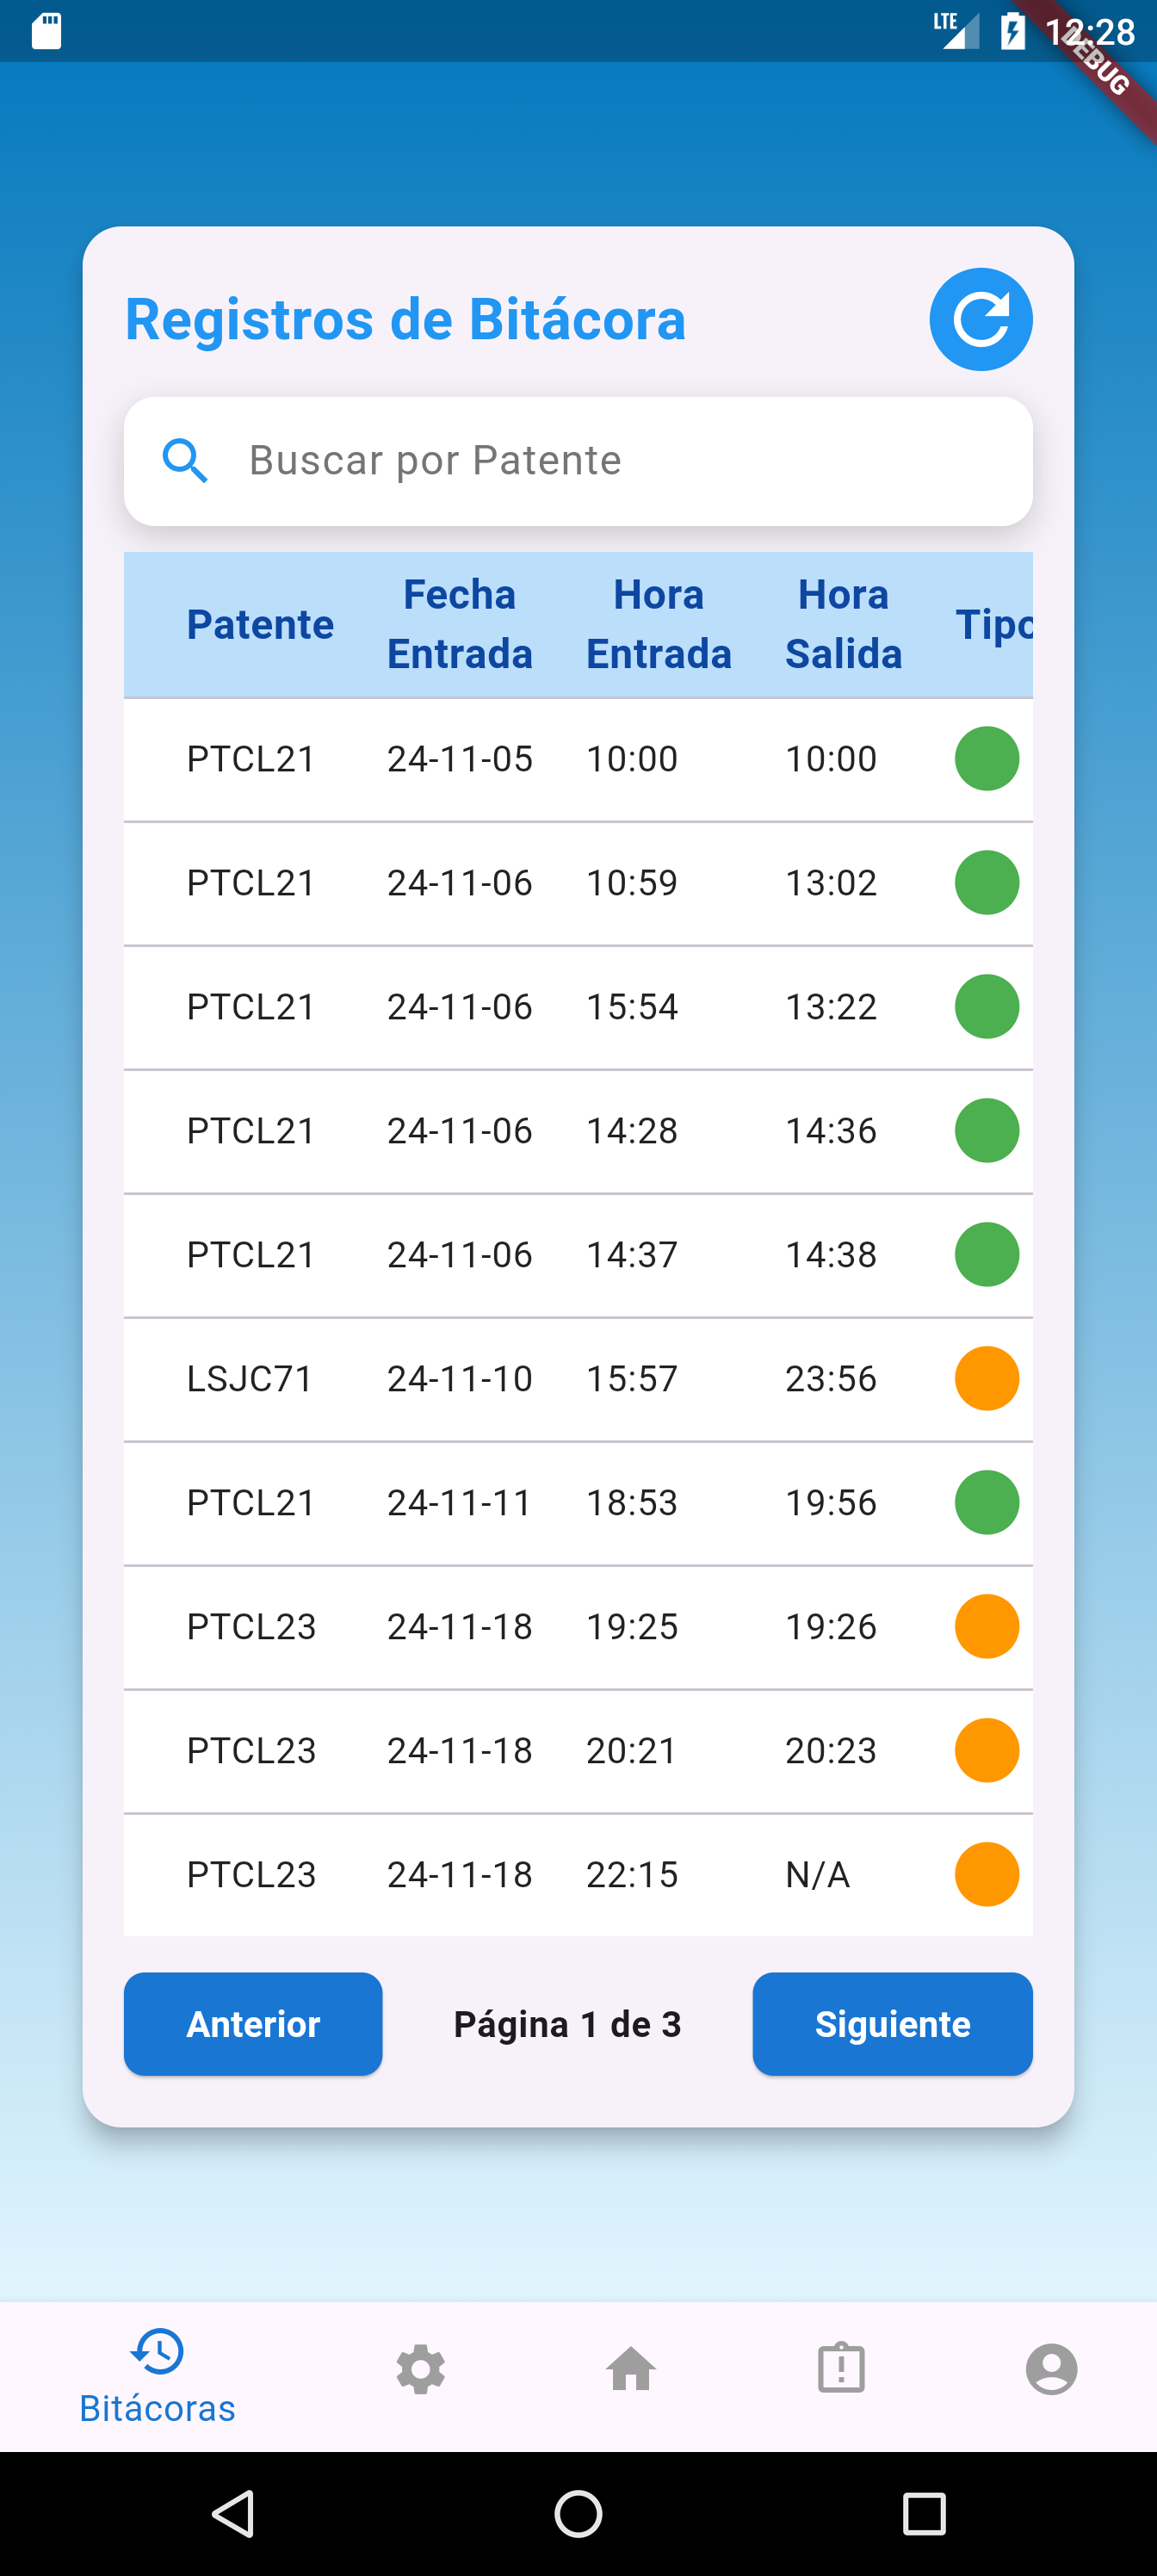 LTE 12:28
DEBUG
Registros de Bitácora
Buscar por Patente
Patente Fecha Entrada Hora Entrada Hora Salida Tipo
PTCL21 24-11-05 10:00 10:00
PTCL21 24-11-06 10:59 13:02
PTCL21 24-11-06 15:54 13:22
PTCL21 24-11-06 14:28 14:36
PTCL21 24-11-06 14:37 14:38
LSJC71 24-11-10 15:57 23:56
PTCL21 24-11-11 18:53 19:56
PTCL23 24-11-18 19:25 19:26
PTCL23 24-11-18 20:21 20:23
PTCL23 24-11-18 22:15 N/A
Anterior Página 1 de 3 Siguiente
Bitácoras